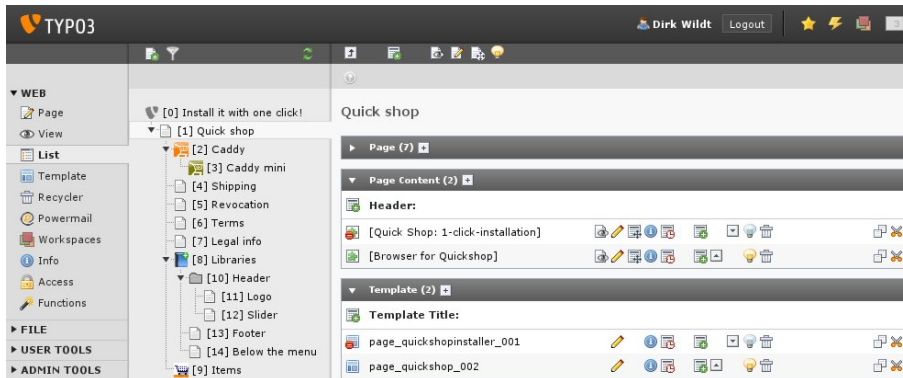 TYPO3
Dirk Wildt
Logout
3
WEB
Page
View
List
Template
Recycler
Powermail
Workspaces
Info
Access
Functions
FILE
USER TOOLS
ADMIN TOOLS
[0] Install it with one click!
[1] Quick shop
[2] Caddy
[3] Caddy mini
[4] Shipping
[5] Revocation
[6] Terms
[7] Legal info
[8] Libraries
[10] Header
[11] Logo
[12] Slider
[13] Footer
[14] Below the menu
[9] Items
Quick shop
Page (7)
Page Content (2)
Header:
[Quick Shop: 1-click-installation]
[Browser for Quickshop]
Template (2)
Template Title:
page_quickshopinstaller_001
page_quickshop_002